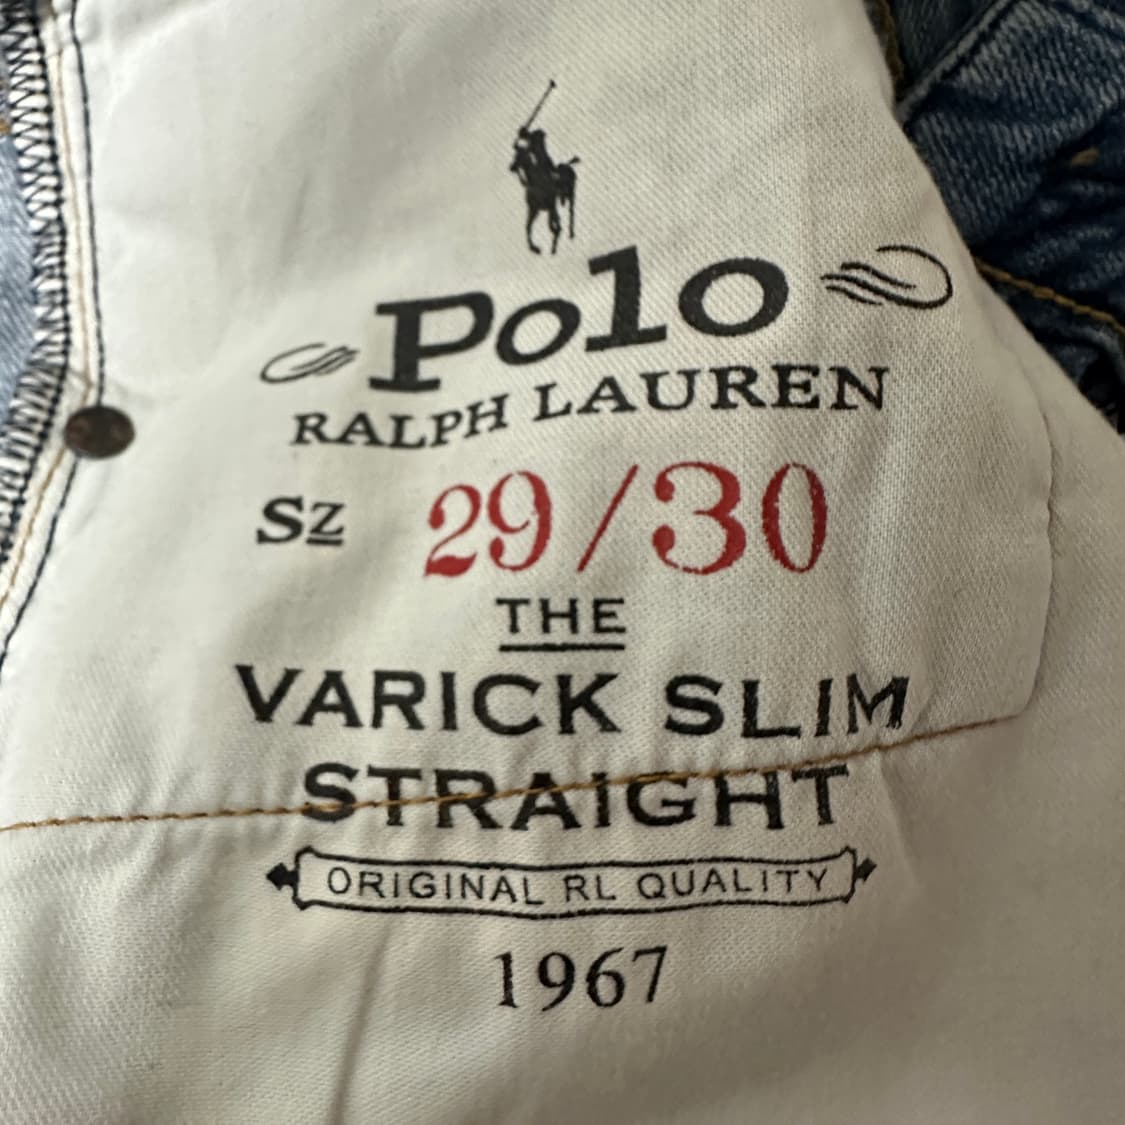 Polo
RALPH LAUREN
Sz 29/30
THE
VARICK SLIM
STRAIGHT
ORIGINAL RL QUALITY
1967